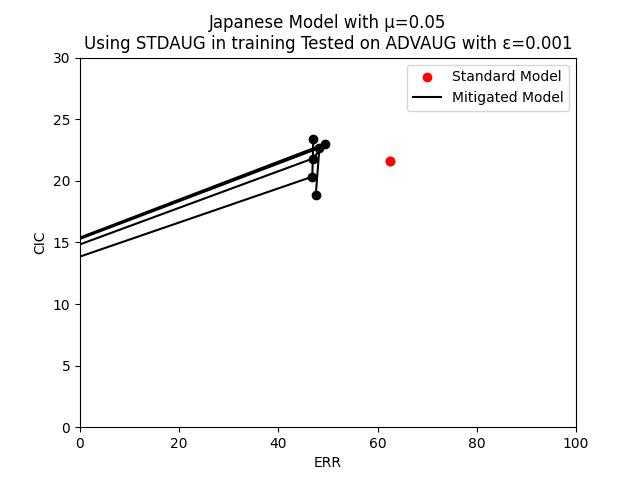 Japanese Model with μ=0.05
Using STDAUG in training Tested on ADVAUG with ε=0.001
30
25
20
15
10
5
0
CIC
Standard Model
Mitigated Model
0 20 40 60 80 100
ERR